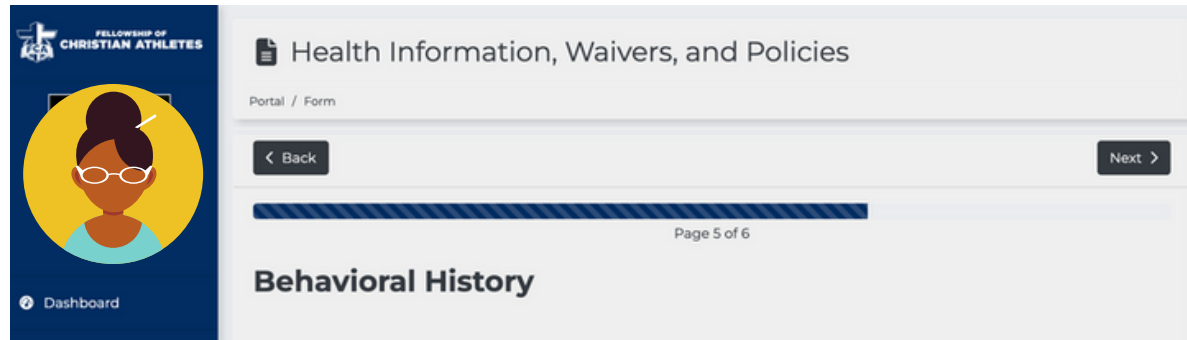 FELLOWSHIP OF
CHRISTIAN ATHLETES
Health Information, Waivers, and Policies
Portal / Form
< Back
Next >
Page 5 of 6
Behavioral History
Dashboard